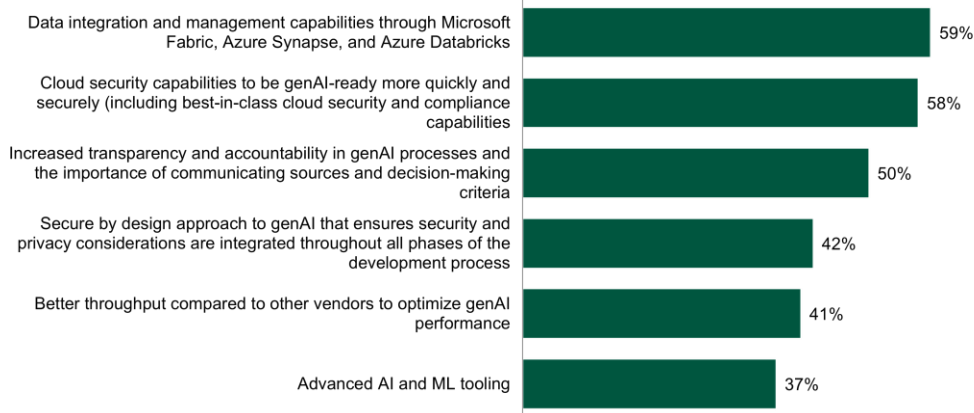 Data integration and management capabilities through Microsoft
Fabric, Azure Synapse, and Azure Databricks
59%
Cloud security capabilities to be genAI-ready more quickly and
securely (including best-in-class cloud security and compliance
capabilities
58%
Increased transparency and accountability in genAI processes and
the importance of communicating sources and decision-making
criteria
50%
Secure by design approach to genAI that ensures security and
privacy considerations are integrated throughout all phases of the
development process
42%
Better throughput compared to other vendors to optimize genAI
performance
41%
Advanced AI and ML tooling
37%